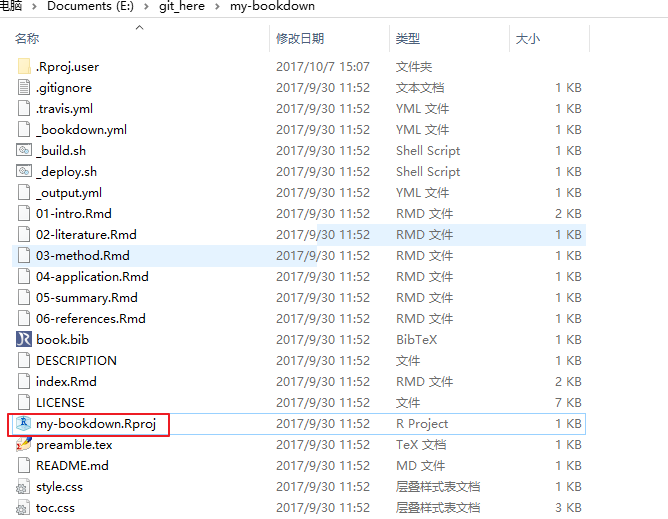 电脑 > Documents (E:) > git_here > my-bookdown
名称 修改日期 类型 大小
.Rproj.user 2017/10/7 15:07 文件夹
.gitignore 2017/9/30 11:52 文本文档 1 KB
.travis.yml 2017/9/30 11:52 YML 文件 1 KB
_bookdown.yml 2017/9/30 11:52 YML 文件 1 KB
_build.sh 2017/9/30 11:52 Shell Script 1 KB
_deploy.sh 2017/9/30 11:52 Shell Script 1 KB
_output.yml 2017/9/30 11:52 YML 文件 1 KB
01-intro.Rmd 2017/9/30 11:52 RMD 文件 2 KB
02-literature.Rmd 2017/9/30 11:52 RMD 文件 1 KB
03-method.Rmd 2017/9/30 11:52 RMD 文件 1 KB
04-application.Rmd 2017/9/30 11:52 RMD 文件 1 KB
05-summary.Rmd 2017/9/30 11:52 RMD 文件 1 KB
06-references.Rmd 2017/9/30 11:52 RMD 文件 1 KB
book.bib 2017/9/30 11:52 BibTeX 1 KB
DESCRIPTION 2017/9/30 11:52 文件 1 KB
index.Rmd 2017/9/30 11:52 RMD 文件 2 KB
LICENSE 2017/9/30 11:52 文件 7 KB
my-bookdown.Rproj 2017/9/30 11:52 R Project 1 KB
preamble.tex 2017/9/30 11:52 TeX 文档 1 KB
README.md 2017/9/30 11:52 MD 文件 1 KB
style.css 2017/9/30 11:52 层叠样式表文档 1 KB
toc.css 2017/9/30 11:52 层叠样式表文档 3 KB